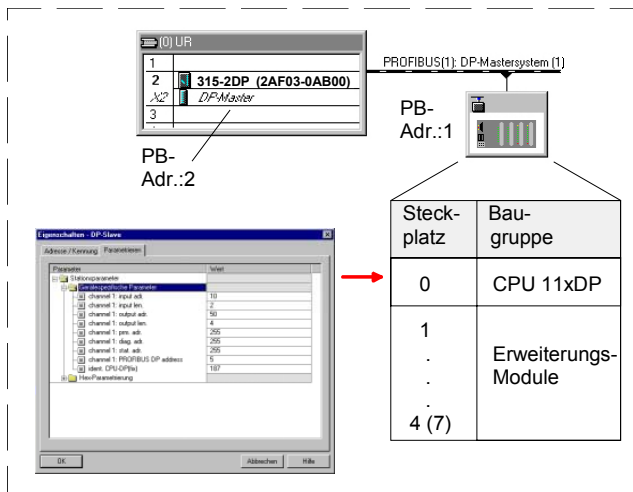 (0) UR
1
2 315-2DP (2AF03-0AB00)
X2 DP-Master
3
PROFIBUS(1): DP-Mastersystem (1)
PB-
Adr.:1
PB-
Adr.:2
Eigenschaften - DP-Slave
Adresse / Kennung Parametrieren
Parameter Wert
Stationsparameter
Gerätespezifische Parameter
channel 1: input adr. 10
channel 1: input len. 2
channel 1: output adr. 50
channel 1: output len. 4
channel 1: prm. adr. 255
channel 1: diag. adr. 255
channel 1: stat. adr. 255
channel 1: PROFIBUS DP address 5
ident. CPU-DP(file) 187
Hex-Parametrierung
OK Abbrechen Hilfe
Steck-
platz
Bau-
gruppe
0 CPU 11xDP
1
.
.
.
4 (7)
Erweiterungs-
Module